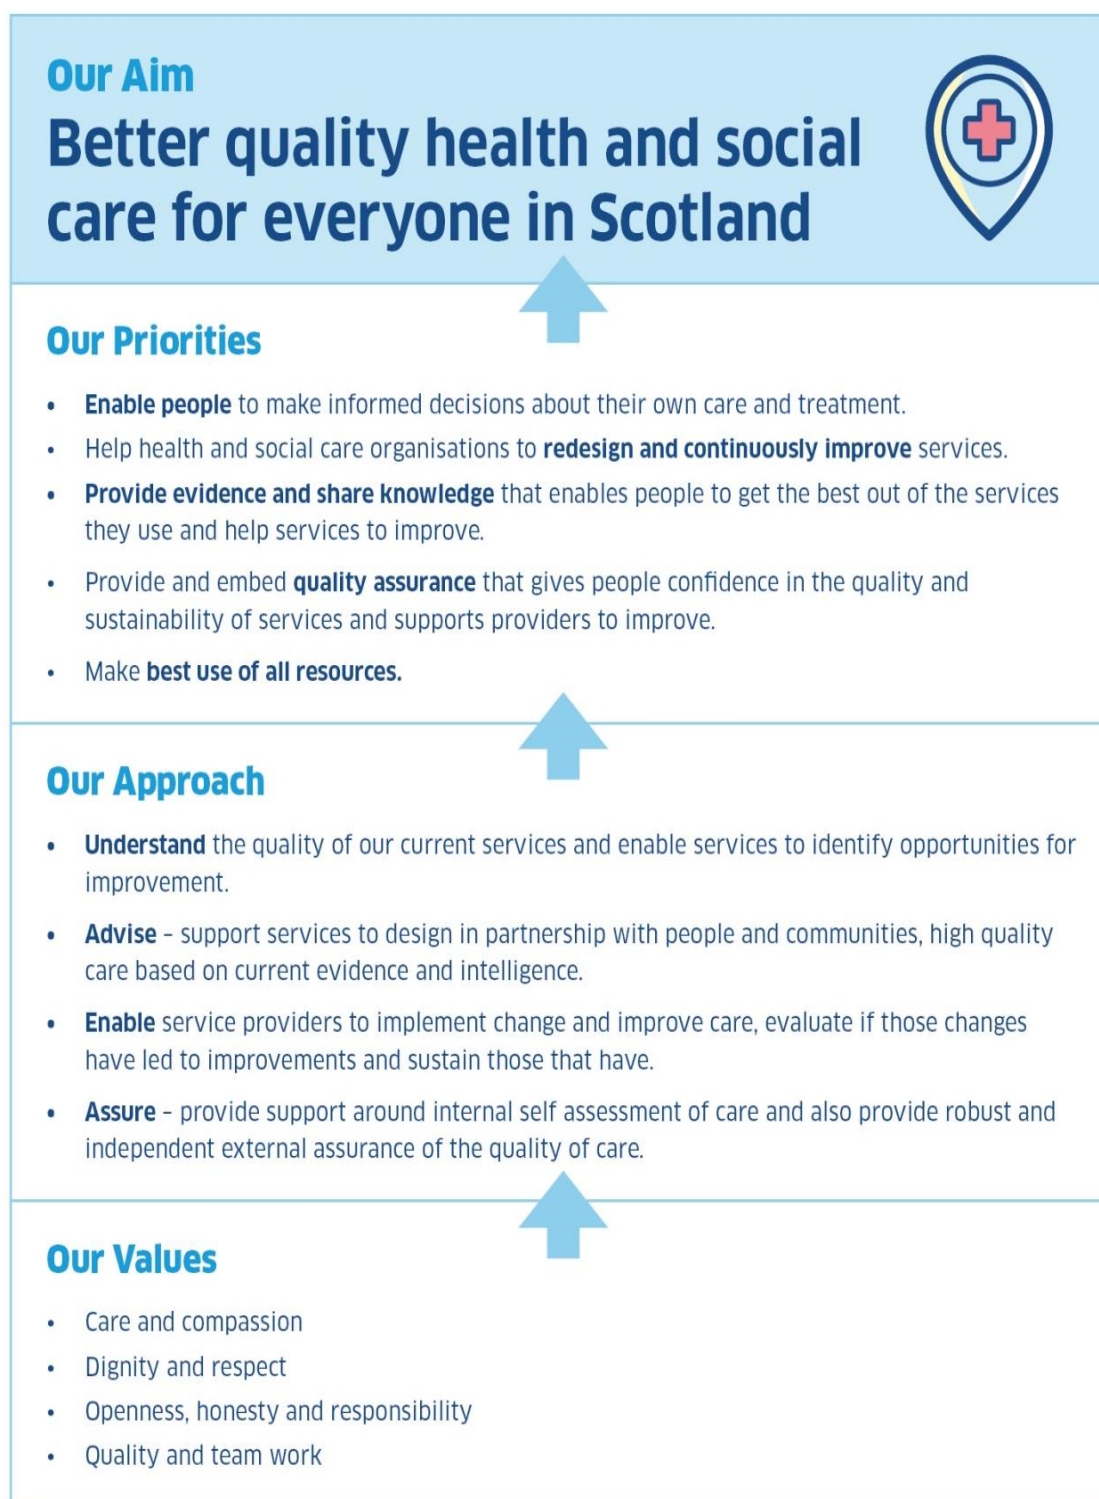 Our Aim
Better quality health and social
care for everyone in Scotland
Our Priorities
• Enable people to make informed decisions about their own care and treatment.
• Help health and social care organisations to redesign and continuously improve services.
• Provide evidence and share knowledge that enables people to get the best out of the services
they use and help services to improve.
• Provide and embed quality assurance that gives people confidence in the quality and
sustainability of services and supports providers to improve.
• Make best use of all resources.
Our Approach
• Understand the quality of our current services and enable services to identify opportunities for
improvement.
• Advise – support services to design in partnership with people and communities, high quality
care based on current evidence and intelligence.
• Enable service providers to implement change and improve care, evaluate if those changes
have led to improvements and sustain those that have.
• Assure – provide support around internal self assessment of care and also provide robust and
independent external assurance of the quality of care.
Our Values
• Care and compassion
• Dignity and respect
• Openness, honesty and responsibility
• Quality and team work